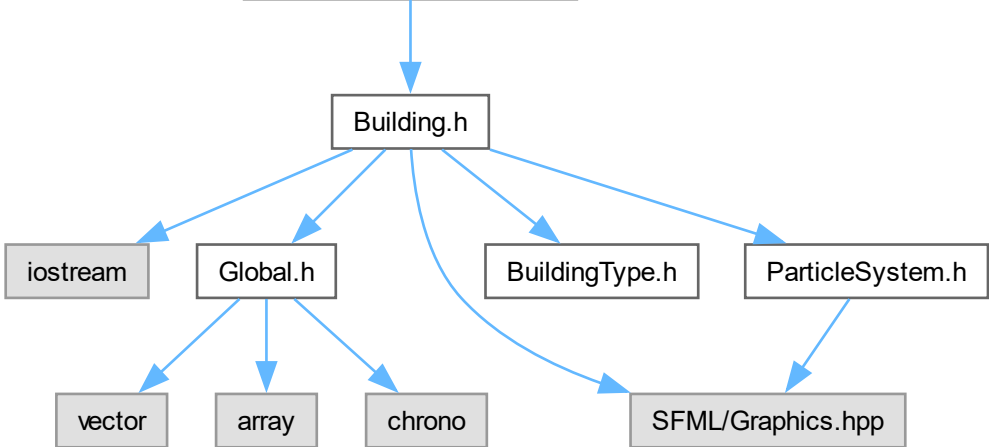 Building.h
iostream
Global.h
BuildingType.h
ParticleSystem.h
vector
array
chrono
SFML/Graphics.hpp